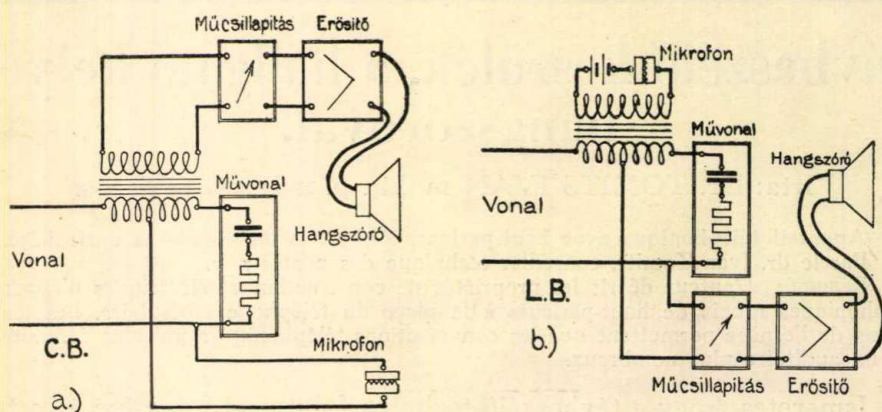 Műcsillapítás
Erősítő
Művonal
Hangszóró
Vonal
C.B.
Mikrofon
a.)
Mikrofon
Művonal
Hangszóró
Vonal
L.B.
b.)
Műcsillapítás
Erősítő